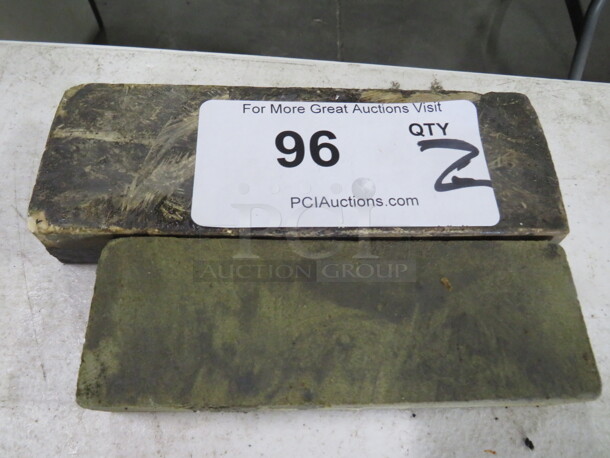 For More Great Auctions Visit
96
QTY
2
PCIAuctions.com
PCI
AUCTION GROUP